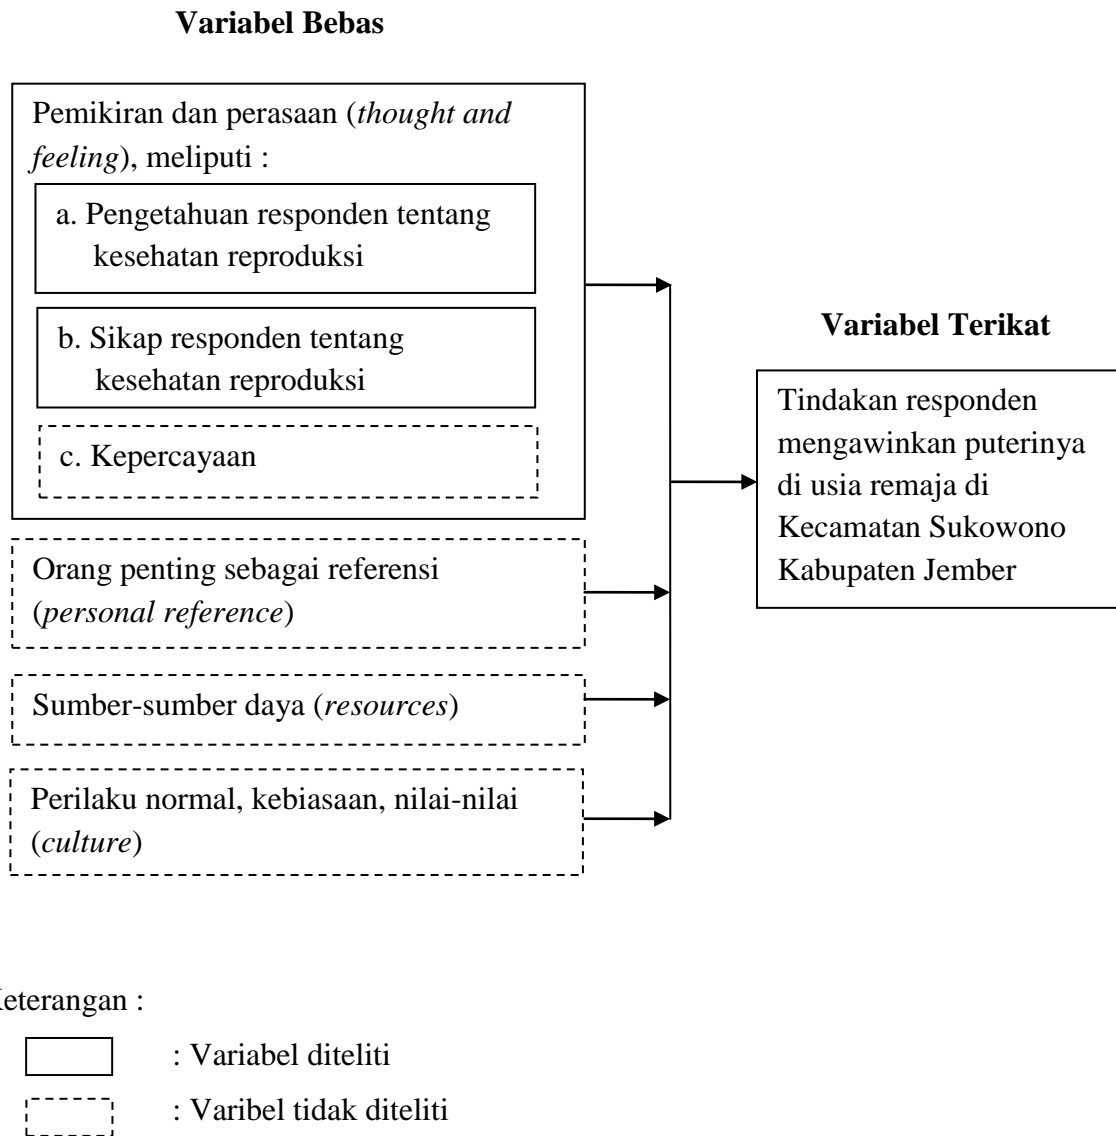 Variabel Bebas
Pemikiran dan perasaan (thought and
feeling), meliputi :
a. Pengetahuan responden tentang
kesehatan reproduksi
b. Sikap responden tentang
kesehatan reproduksi
c. Kepercayaan
Orang penting sebagai referensi
(personal reference)
Sumber-sumber daya (resources)
Perilaku normal, kebiasaan, nilai-nilai
(culture)
Variabel Terikat
Tindakan responden
mengawinkan puterinya
di usia remaja di
Kecamatan Sukowono
Kabupaten Jember
Keterangan :
: Variabel diteliti
: Varibel tidak diteliti